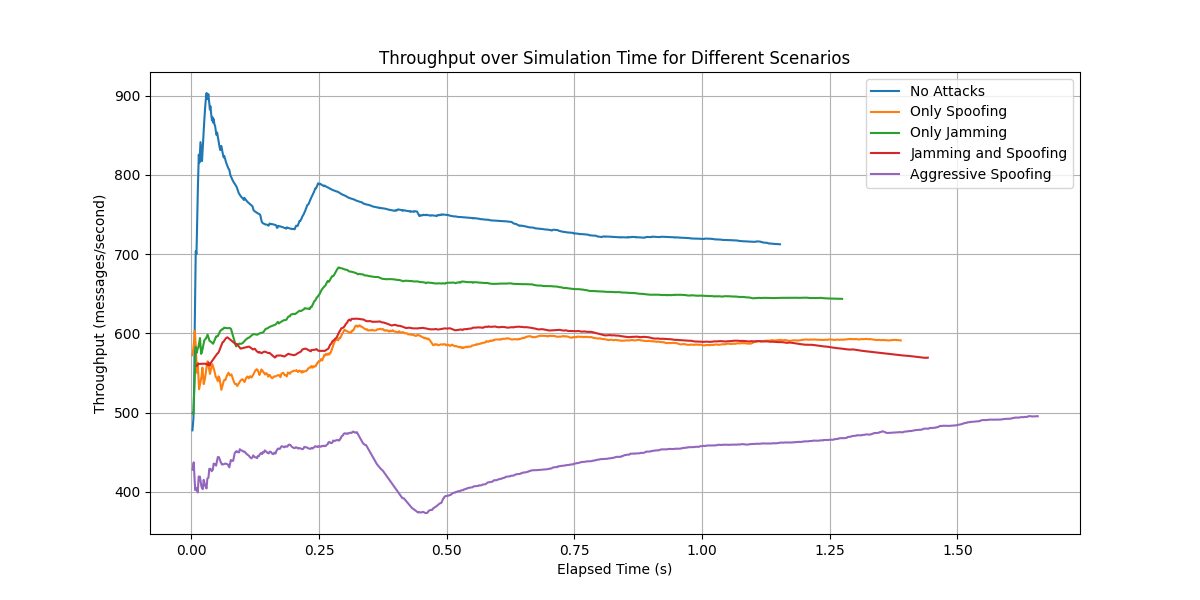 Throughput over Simulation Time for Different Scenarios
No Attacks
Only Spoofing
Only Jamming
Jamming and Spoofing
Aggressive Spoofing
Throughput (messages/second)
900
800
700
600
500
400
0.00 0.25 0.50 0.75 1.00 1.25 1.50
Elapsed Time (s)